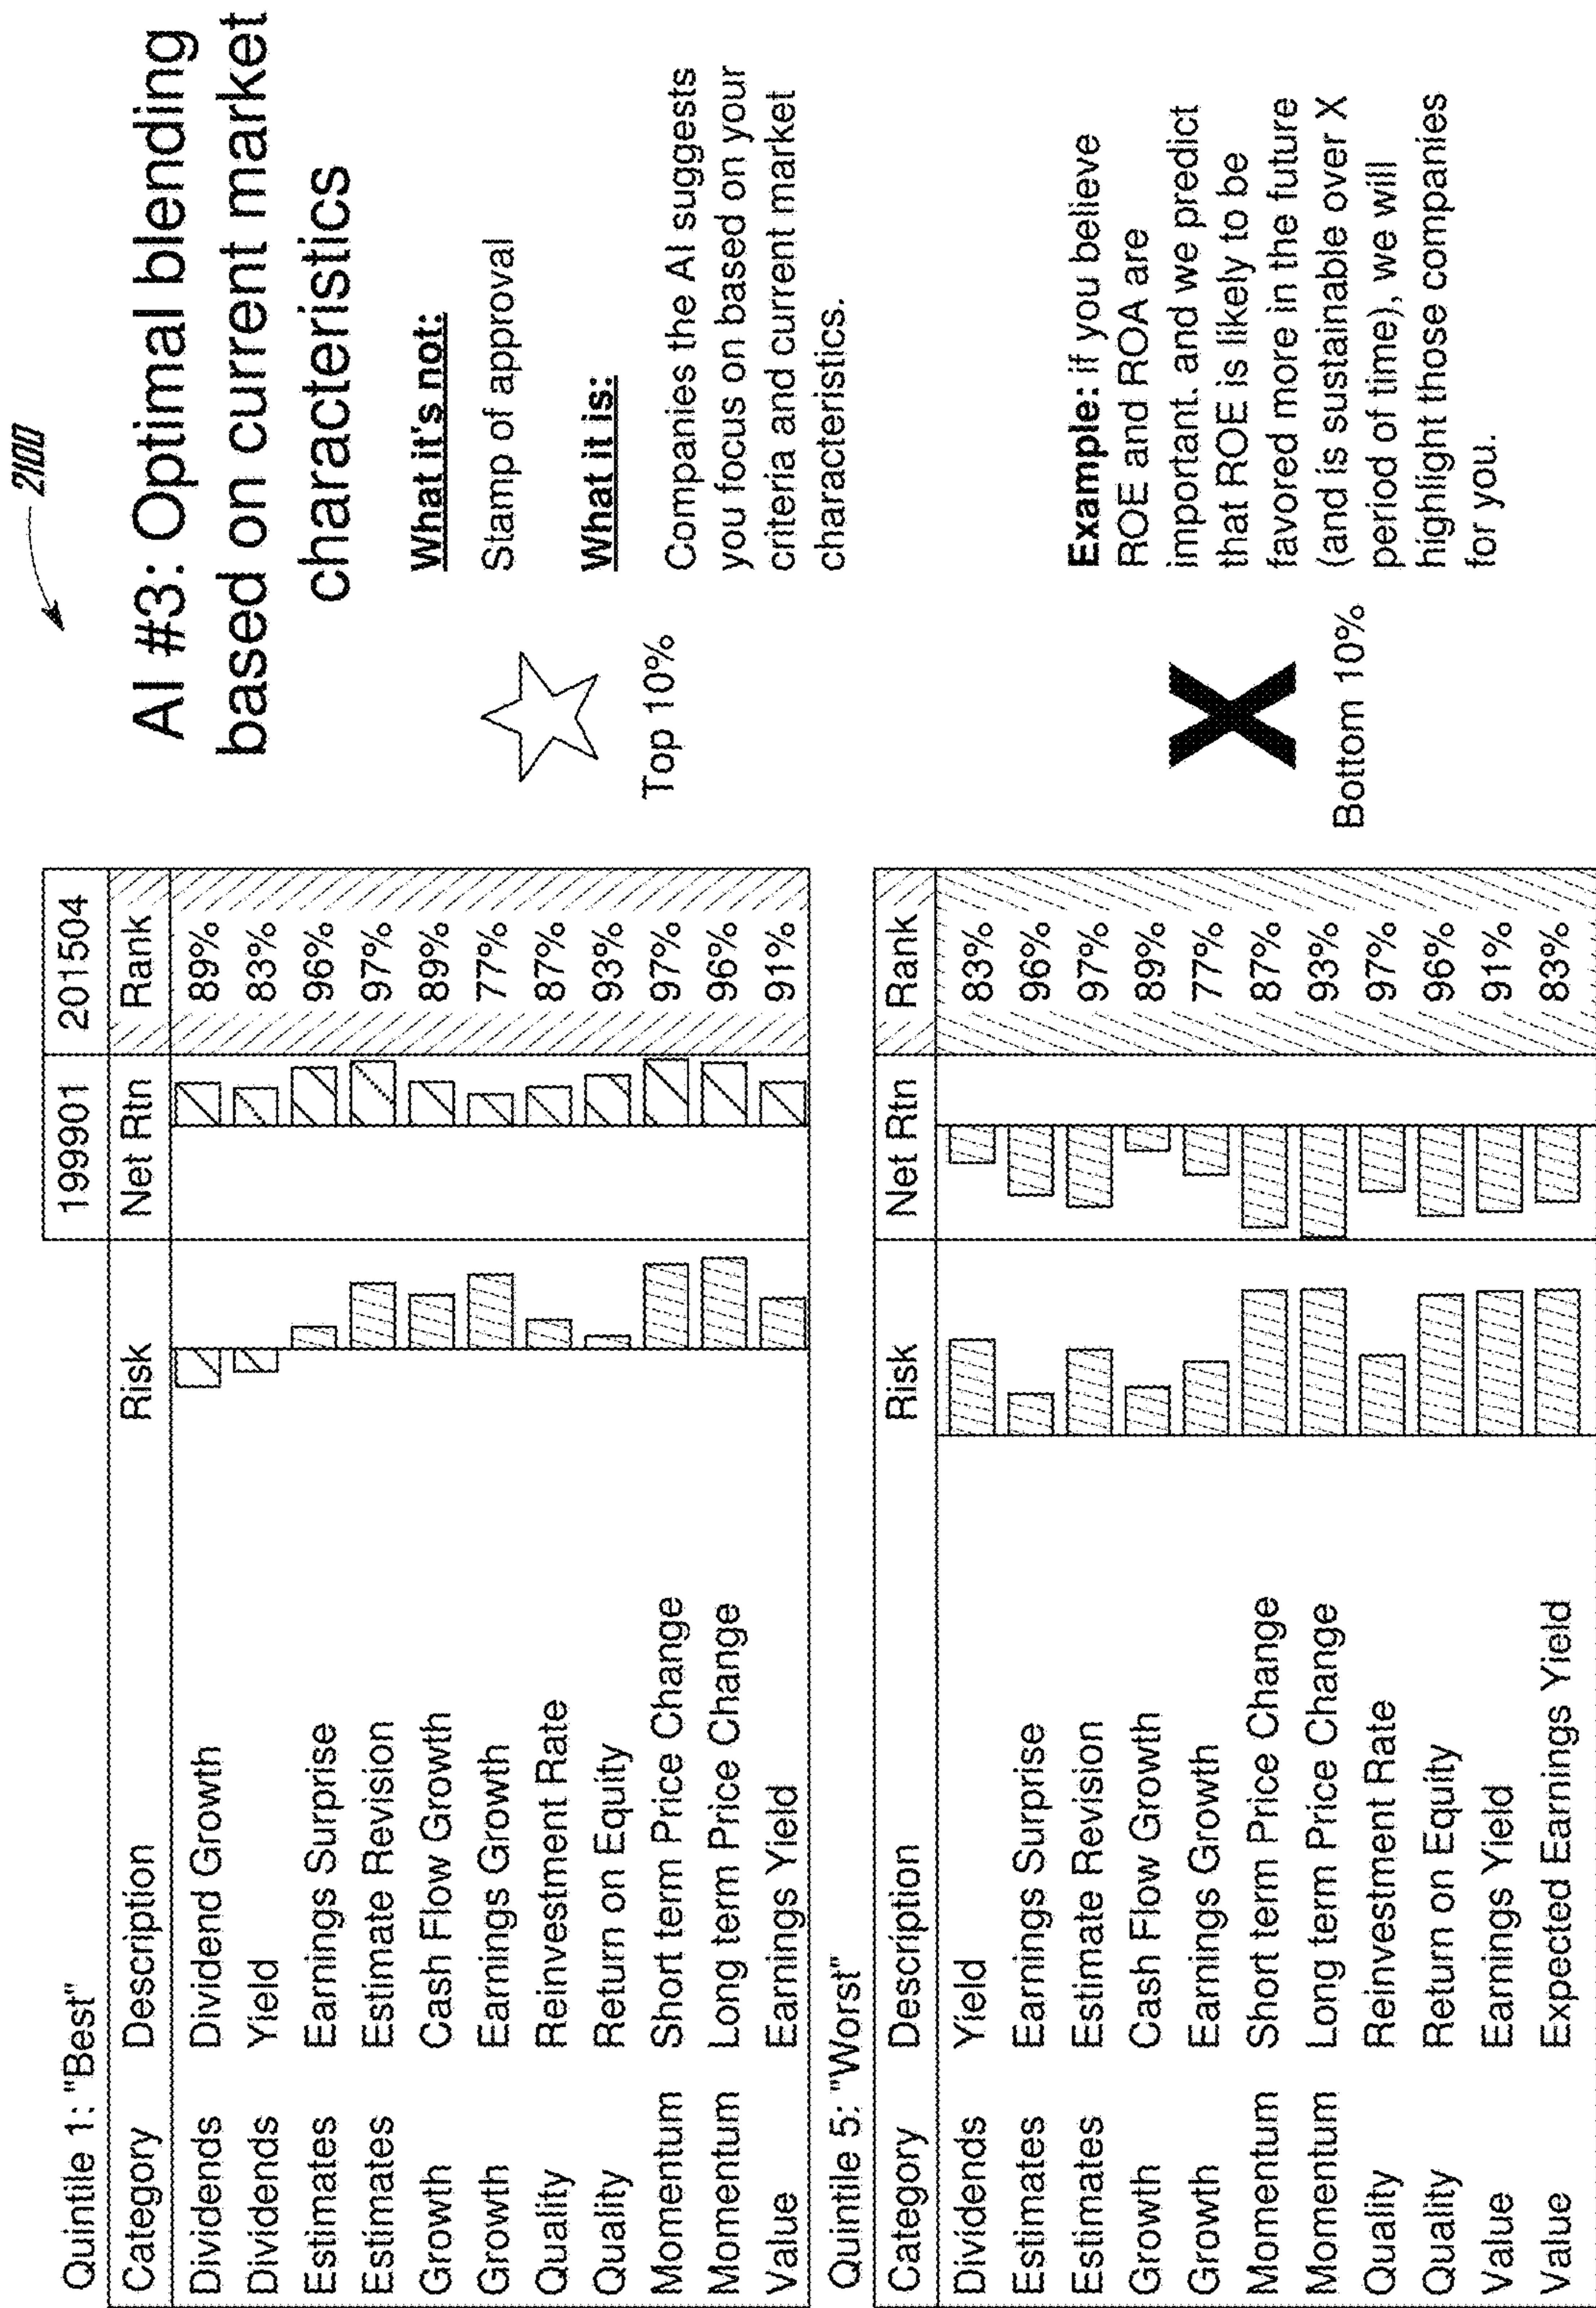 2100
Quintile 1: "Best"
199901 201504
Category Description Risk Net Rtn Rank
Dividends Dividend Growth 89%
Dividends Yield 83%
Estimates Earnings Surprise 96%
Estimates Estimate Revision 97%
Growth Cash Flow Growth 89%
Growth Earnings Growth 77%
Quality Reinvestment Rate 87%
Quality Return on Equity 93%
Momentum Short term Price Change 97%
Momentum Long term Price Change 96%
Value Earnings Yield 91%
Quintile 5: "Worst"
Category Description Risk Net Rtn Rank
Dividends Yield 83%
Estimates Earnings Surprise 96%
Estimates Estimate Revision 97%
Growth Cash Flow Growth 89%
Growth Earnings Growth 77%
Momentum Short term Price Change 87%
Momentum Long term Price Change 93%
Quality Reinvestment Rate 97%
Quality Return on Equity 96%
Value Earnings Yield 91%
Value Expected Earnings Yield 83%
AI #3: Optimal blending
based on current market
characteristics
What it's not:
Stamp of approval
What it is:
Companies the AI suggests
you focus on based on your
criteria and current market
characteristics.
Top 10%
Example: if you believe
ROE and ROA are
important. and we predict
that ROE is likely to be
favored more in the future
(and is sustainable over X
period of time), we will
highlight those companies
for you.
Bottom 10%